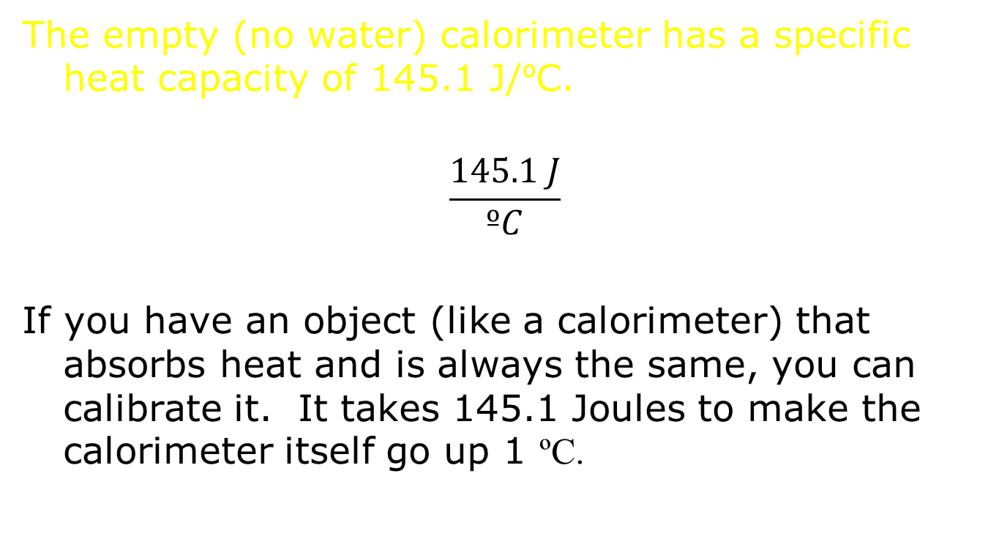 The empty (no water) calorimeter has a specific
heat capacity of 145.1 J/ºC.
145.1 J
ºC
If you have an object (like a calorimeter) that
absorbs heat and is always the same, you can
calibrate it.  It takes 145.1 Joules to make the
calorimeter itself go up 1 ºC.